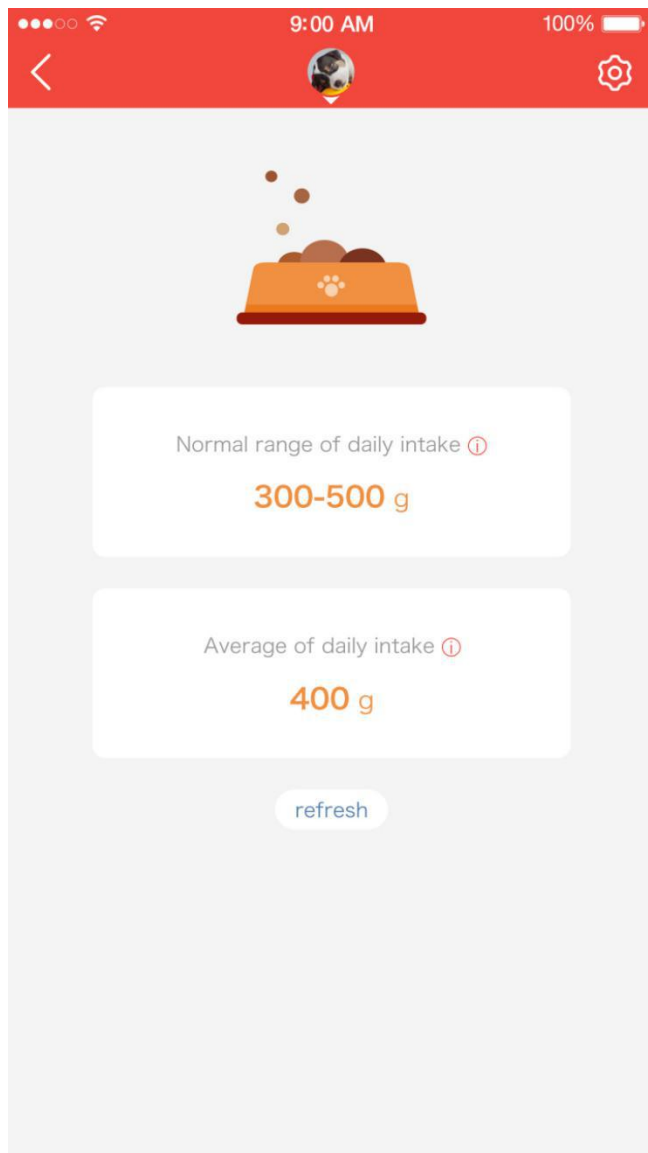 9:00 AM 100%
Normal range of daily intake
300-500 g
Average of daily intake
400 g
refresh